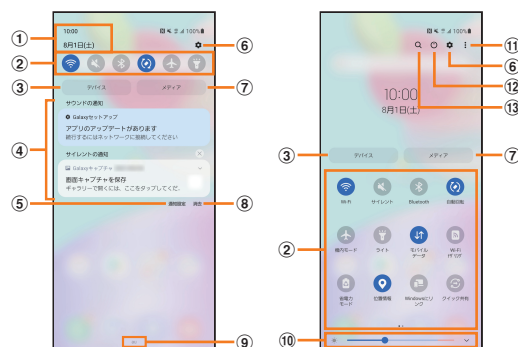 10:00
100%
8月1日(土)
① ② ③ ④ ⑤ ⑥ ⑦ ⑧ ⑨
デバイス
メディア
サウンドの通知
Galaxyセットアップ
アプリのアップデートがあります
続行するにはネットワークに接続してください
サイレントの通知
Galaxyキャプチャ
画面キャプチャを保存
ギャラリーで開くには、ここをタップしてくだ..
通知設定 消去
100%
10:00
8月1日(土)
デバイス
メディア
Wi-Fi
サイレント
Bluetooth
自動回転
機内モード
ライト
モバイル
データ
Wi-Fi
テザリング
省電力
モード
位置情報
Windowsにリ
ンク
クイック共有
③ ② ⑩ ⑪ ⑥ ⑫ ⑬ ⑦